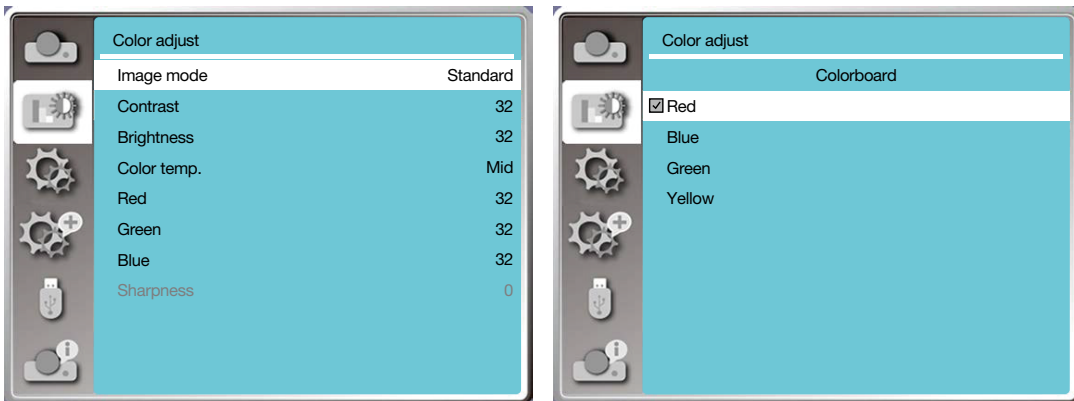 Color adjust
Image mode Standard
Contrast 32
Brightness 32
Color temp. Mid
Red 32
Green 32
Blue 32
Sharpness 0
Color adjust
Colorboard
Red
Blue
Green
Yellow